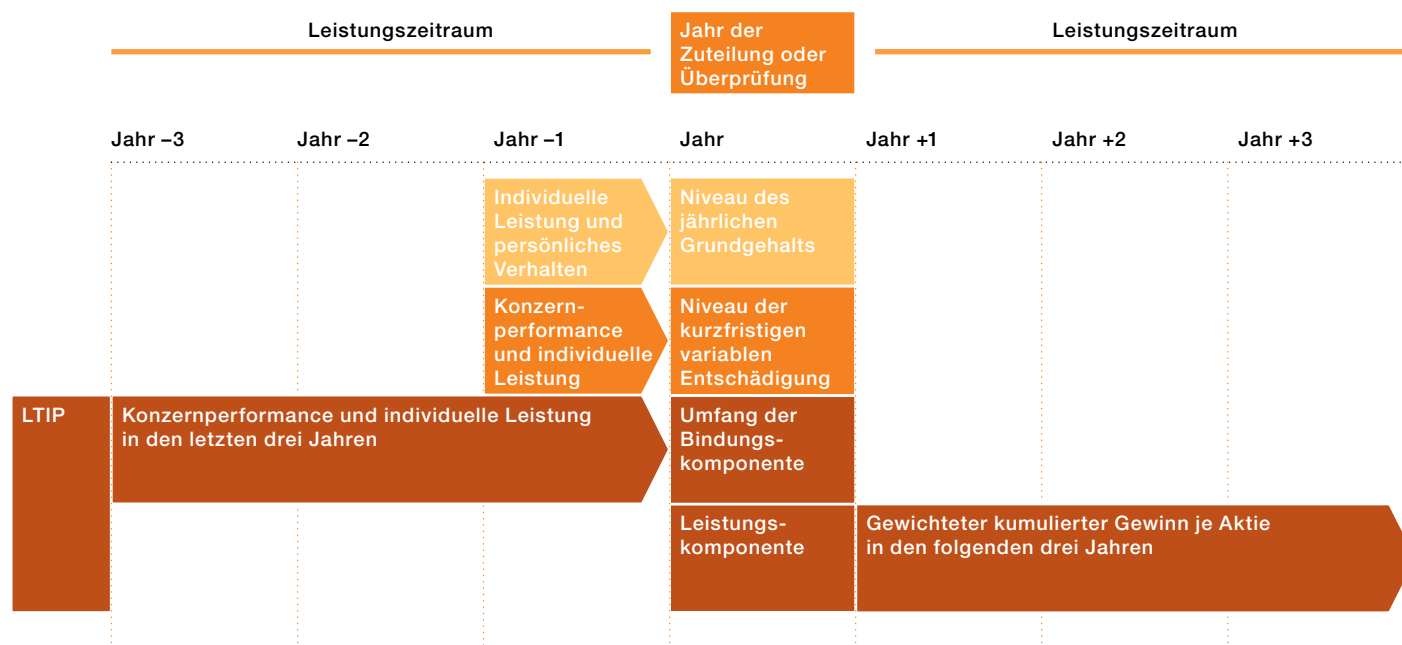 Leistungszeitraum
Jahr der
Zuteilung oder
Überprüfung
Leistungszeitraum
Jahr –3
Jahr –2
Jahr –1
Jahr
Jahr +1
Jahr +2
Jahr +3
Individuelle
Leistung und
persönliches
Verhalten
Niveau des
jährlichen
Grundgehalts
Konzern-
performance
und individuelle
Leistung
Niveau der
kurzfristigen
variablen
Entschädigung
LTIP
Konzernperformance und individuelle Leistung
in den letzten drei Jahren
Umfang der
Bindungs-
komponente
Leistungs-
komponente
Gewichteter kumulierter Gewinn je Aktie
in den folgenden drei Jahren